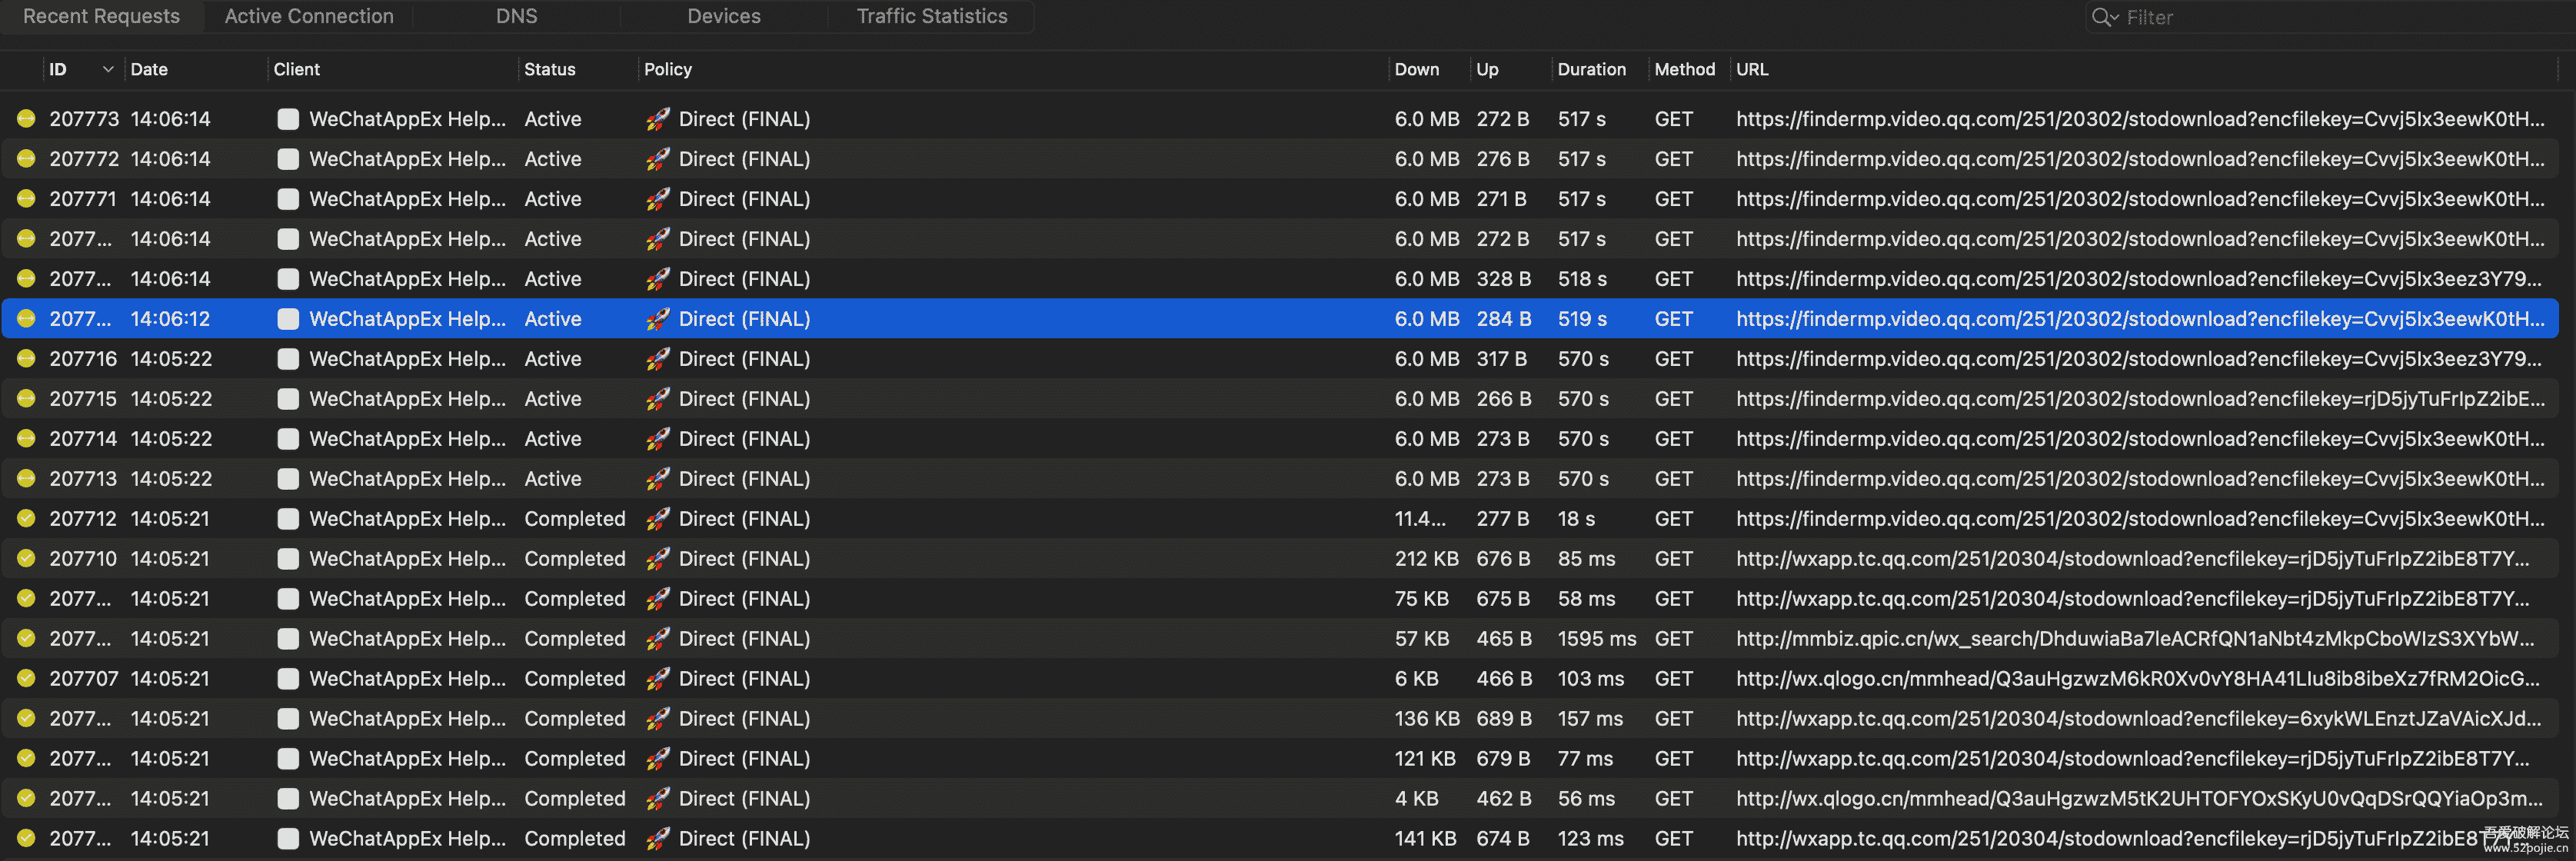 Recent Requests Active Connection DNS Devices Traffic Statistics Filter
ID Date Client Status Policy Down Up Duration Method URL
207773 14:06:14 WeChatAppEx Help... Active Direct (FINAL) 6.0 MB 272 B 517 s GET https://findermp.video.qq.com/251/20302/stodownload?encfilekey=Cvvj5Ix3eewK0tH...
207772 14:06:14 WeChatAppEx Help... Active Direct (FINAL) 6.0 MB 276 B 517 s GET https://findermp.video.qq.com/251/20302/stodownload?encfilekey=Cvvj5Ix3eewK0tH...
207771 14:06:14 WeChatAppEx Help... Active Direct (FINAL) 6.0 MB 271 B 517 s GET https://findermp.video.qq.com/251/20302/stodownload?encfilekey=Cvvj5Ix3eewK0tH...
2077... 14:06:14 WeChatAppEx Help... Active Direct (FINAL) 6.0 MB 272 B 517 s GET https://findermp.video.qq.com/251/20302/stodownload?encfilekey=Cvvj5Ix3eewK0tH...
2077... 14:06:14 WeChatAppEx Help... Active Direct (FINAL) 6.0 MB 328 B 518 s GET https://findermp.video.qq.com/251/20302/stodownload?encfilekey=Cvvj5Ix3eez3Y79...
2077... 14:06:12 WeChatAppEx Help... Active Direct (FINAL) 6.0 MB 284 B 519 s GET https://findermp.video.qq.com/251/20302/stodownload?encfilekey=Cvvj5Ix3eewK0tH...
207716 14:05:22 WeChatAppEx Help... Active Direct (FINAL) 6.0 MB 317 B 570 s GET https://findermp.video.qq.com/251/20302/stodownload?encfilekey=Cvvj5Ix3eez3Y79...
207715 14:05:22 WeChatAppEx Help... Active Direct (FINAL) 6.0 MB 266 B 570 s GET https://findermp.video.qq.com/251/20302/stodownload?encfilekey=rjD5jyTuFrIpZ2ibE...
207714 14:05:22 WeChatAppEx Help... Active Direct (FINAL) 6.0 MB 273 B 570 s GET https://findermp.video.qq.com/251/20302/stodownload?encfilekey=Cvvj5Ix3eewK0tH...
207713 14:05:22 WeChatAppEx Help... Active Direct (FINAL) 6.0 MB 273 B 570 s GET https://findermp.video.qq.com/251/20302/stodownload?encfilekey=Cvvj5Ix3eewK0tH...
207712 14:05:21 WeChatAppEx Help... Completed Direct (FINAL) 11.4... 277 B 18 s GET https://findermp.video.qq.com/251/20302/stodownload?encfilekey=Cvvj5Ix3eewK0tH...
207710 14:05:21 WeChatAppEx Help... Completed Direct (FINAL) 212 KB 676 B 85 ms GET http://wxapp.tc.qq.com/251/20304/stodownload?encfilekey=rjD5jyTuFrIpZ2ibE8T7Y...
2077... 14:05:21 WeChatAppEx Help... Completed Direct (FINAL) 75 KB 675 B 58 ms GET http://wxapp.tc.qq.com/251/20304/stodownload?encfilekey=rjD5jyTuFrIpZ2ibE8T7Y...
2077... 14:05:21 WeChatAppEx Help... Completed Direct (FINAL) 57 KB 465 B 1595 ms GET http://mmbiz.qpic.cn/wx_search/DhduwiaBa7leACRfQN1aNbt4zMkpCboWIzS3XYbW...
207707 14:05:21 WeChatAppEx Help... Completed Direct (FINAL) 6 KB 466 B 103 ms GET http://wx.qlogo.cn/mmhead/Q3auHgzwzM6kR0Xv0vY8HA41LIu8ib8ibeXz7fRM2OicG...
2077... 14:05:21 WeChatAppEx Help... Completed Direct (FINAL) 136 KB 689 B 157 ms GET http://wxapp.tc.qq.com/251/20304/stodownload?encfilekey=6xykWLEnztJZaVAicXJd...
2077... 14:05:21 WeChatAppEx Help... Completed Direct (FINAL) 121 KB 679 B 77 ms GET http://wxapp.tc.qq.com/251/20304/stodownload?encfilekey=rjD5jyTuFrIpZ2ibE8T7Y...
2077... 14:05:21 WeChatAppEx Help... Completed Direct (FINAL) 4 KB 462 B 56 ms GET http://wx.qlogo.cn/mmhead/Q3auHgzwzM5tK2UHTOFYOxSKyU0vQqDSrQQYiaOp3m...
2077... 14:05:21 WeChatAppEx Help... Completed Direct (FINAL) 141 KB 674 B 123 ms GET http://wxapp.tc.qq.com/251/20304/stodownload?encfilekey=rjD5jyTuFrIpZ2ibE8T7Y...
吾爱破解论坛
www.52pojie.cn